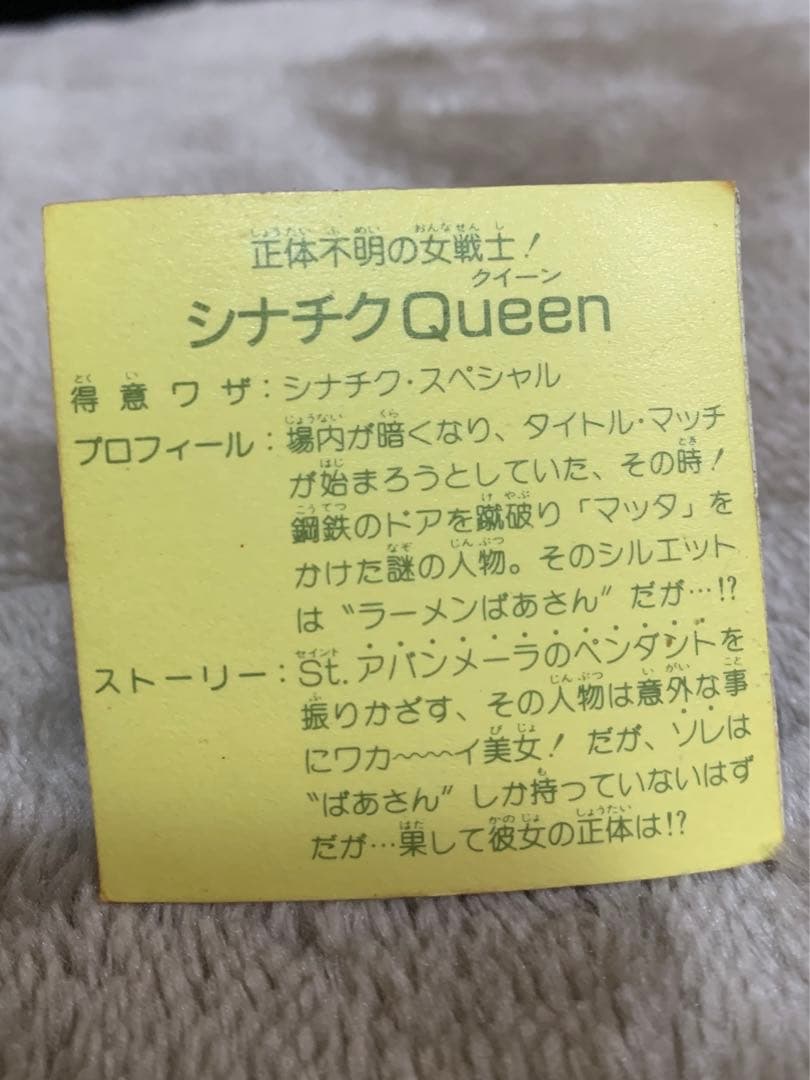 正体不明の女戦士!
シナチクQueen
得意ワザ:シナチク・スペシャル
プロフィール:場内が暗くなり、タイトル・マッチ
が始まろうとしていた、その時!
鋼鉄のドアを蹴破り「マッタ」を
かけた謎の人物。そのシルエット
は〝ラーメンばあさん〟だが…!?
ストーリー:St.アバンメーラのペンダントを
振りかざす、その人物は意外な事
にワカ〜〜〜イ美女! だが、ソレは
〝ばあさん〟しか持っていないはず
だが…果して彼女の正体は!?